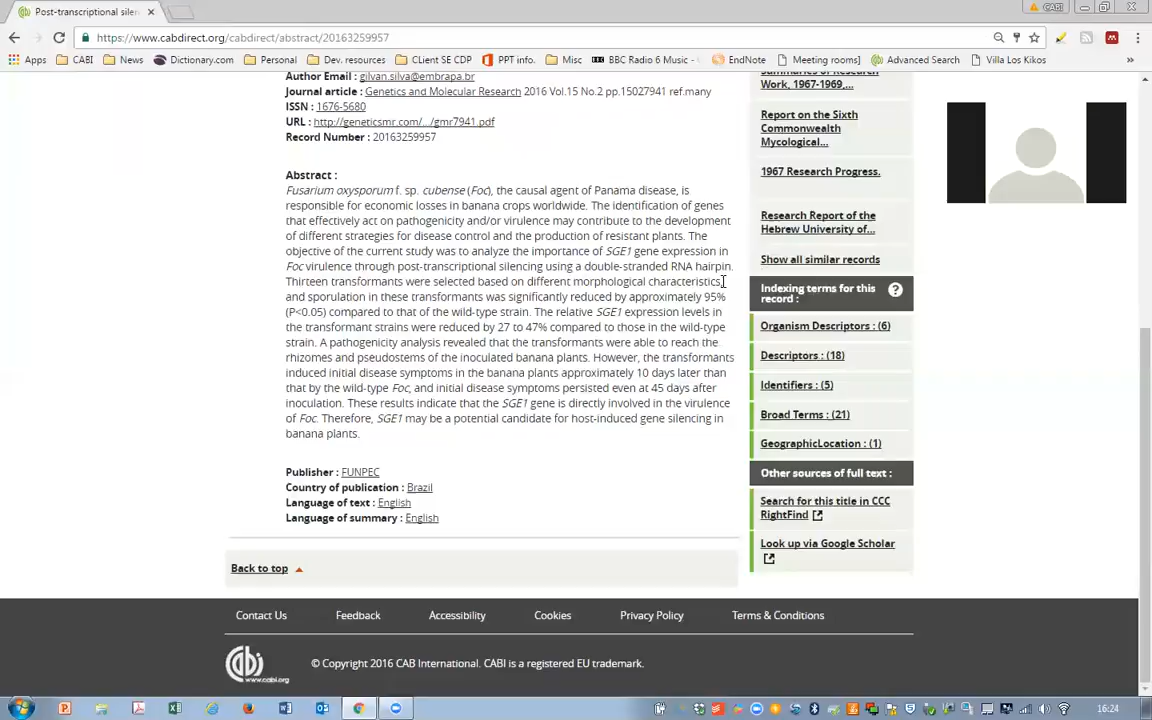 Post-transcriptional silen
CABI
https://www.cabdirect.org/cabdirect/abstract/20163259957
Apps
CABI
News
Dictionary.com
Personal
Dev. resources
Client SE CDP
PPT info.
Misc
BBC Radio 6 Music -
EndNote
Meeting room[s]
Advanced Search
Villa Los Kikos
Author Email : gilvan.silva@embrapa.br
Journal article : Genetics and Molecular Research 2016 Vol.15 No.2 pp.15027941 ref.many
ISSN : 1676-5680
URL : http://geneticsmr.com/.../gmr7941.pdf
Record Number : 20163259957
Abstract :
Fusarium oxysporum f. sp. cubense (Foc), the causal agent of Panama disease, is
responsible for economic losses in banana crops worldwide. The identification of genes
that effectively act on pathogenicity and/or virulence may contribute to the development
of different strategies for disease control and the production of resistant plants. The
objective of the current study was to analyze the importance of SGE1 gene expression in
Foc virulence through post-transcriptional silencing using a double-stranded RNA hairpin.
Thirteen transformants were selected based on different morphological characteristics,
and sporulation in these transformants was significantly reduced by approximately 95%
(P<0.05) compared to that of the wild-type strain. The relative SGE1 expression levels in
the transformant strains were reduced by 27 to 47% compared to those in the wild-type
strain. A pathogenicity analysis revealed that the transformants were able to reach the
rhizomes and pseudostems of the inoculated banana plants. However, the transformants
induced initial disease symptoms in the banana plants approximately 10 days later than
that by the wild-type Foc, and initial disease symptoms persisted even at 45 days after
inoculation. These results indicate that the SGE1 gene is directly involved in the virulence
of Foc. Therefore, SGE1 may be a potential candidate for host-induced gene silencing in
banana plants.
Publisher : FUNPEC
Country of publication : Brazil
Language of text : English
Language of summary : English
Back to top
Summaries of Research
Work, 1967-1969,...
Report on the Sixth
Commonwealth
Mycological...
1967 Research Progress.
Research Report of the
Hebrew University of...
Show all similar records
Indexing terms for this
record :
?
Organism Descriptors : (6)
Descriptors : (18)
Identifiers : (5)
Broad Terms : (21)
GeographicLocation : (1)
Other sources of full text :
Search for this title in CCC
RightFind
Look up via Google Scholar
Contact Us
Feedback
Accessibility
Cookies
Privacy Policy
Terms & Conditions
www.cabi.org
© Copyright 2016 CAB International. CABI is a registered EU trademark.
16:24